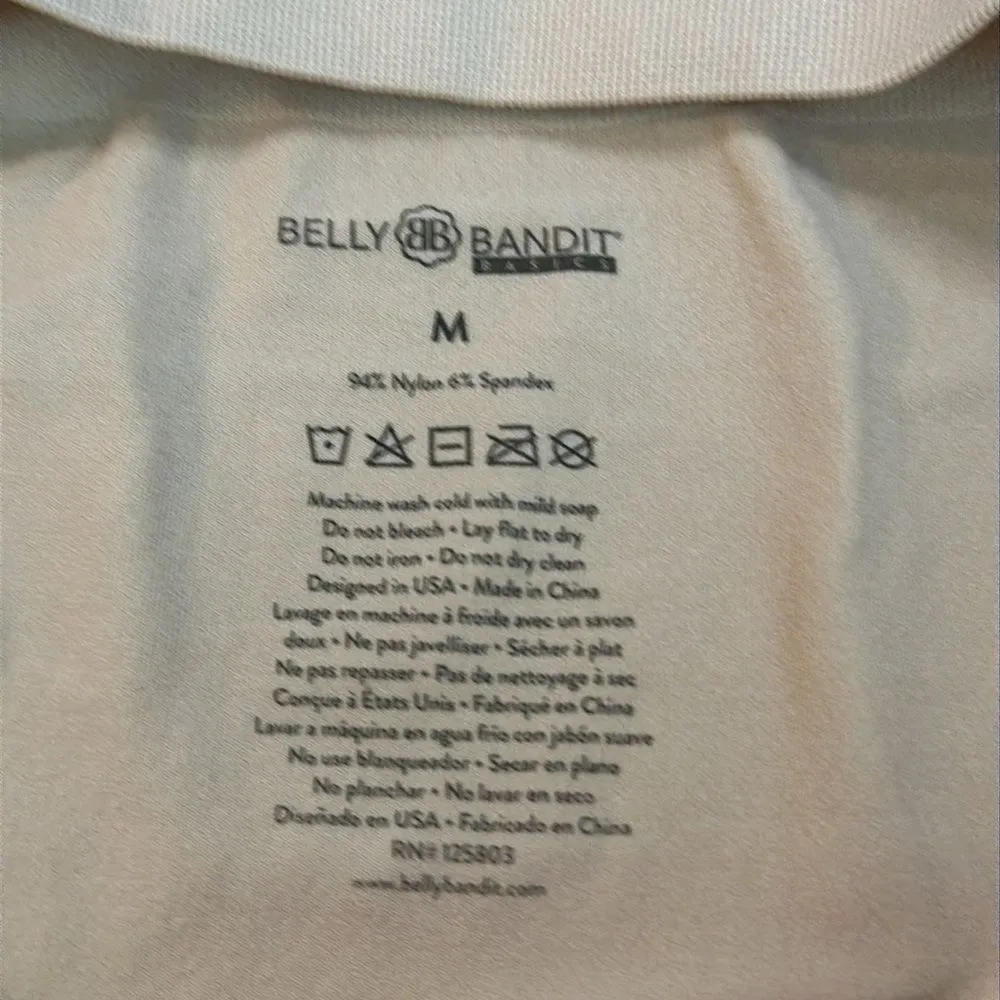 BELLY BB BANDIT®
BASICS
M
94% Nylon 6% Spandex
Machine wash cold with mild soap
Do not bleach • Lay flat to dry
Do not iron • Do not dry clean
Designed in USA • Made in China
Lavage en machine à froide avec un savon
doux • Ne pas javelliser • Sécher à plat
Ne pas repasser • Pas de nettoyage à sec
Conçue à États Unis • Fabriqué en China
Lavar a máquina en agua frío con jabón suave
No use blanqueador • Secar en plano
No planchar • No lavar en seco
Diseñado en USA • Fabricado en China
RN# 125803
www.bellybandit.com